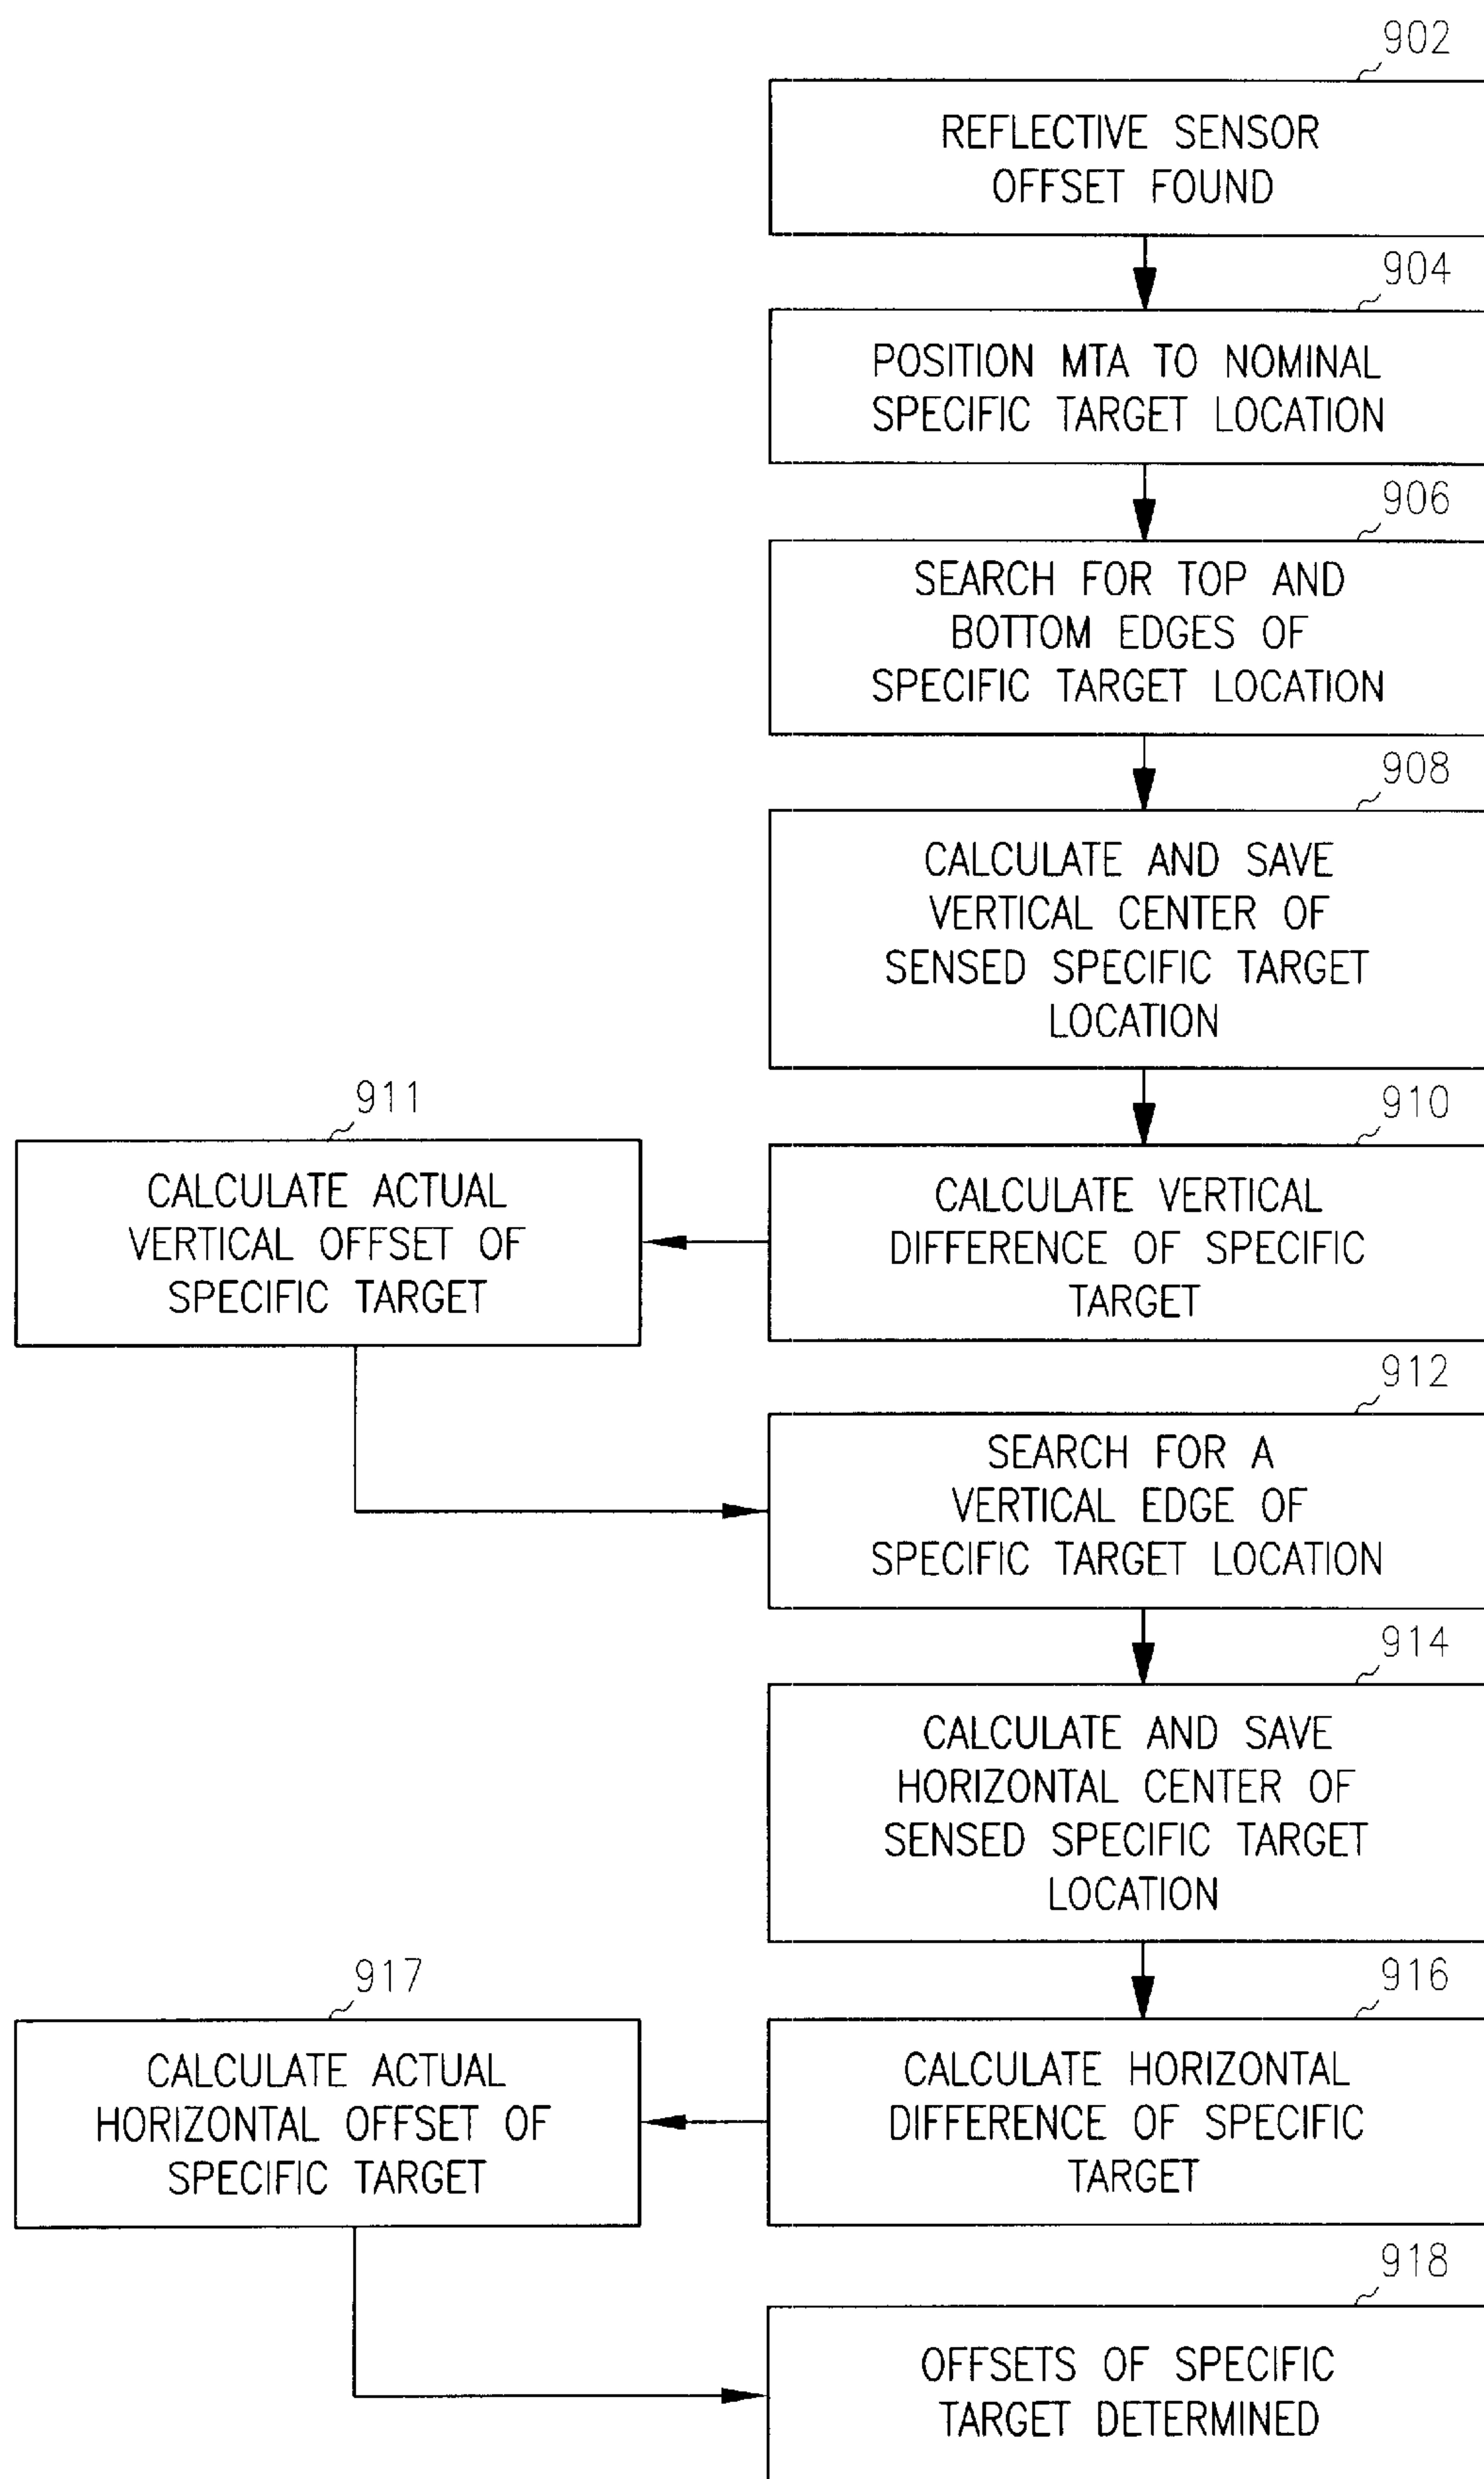 902
REFLECTIVE SENSOR
OFFSET FOUND
904
POSITION MTA TO NOMINAL
SPECIFIC TARGET LOCATION
906
SEARCH FOR TOP AND
BOTTOM EDGES OF
SPECIFIC TARGET LOCATION
908
CALCULATE AND SAVE
VERTICAL CENTER OF
SENSED SPECIFIC TARGET
LOCATION
910
CALCULATE VERTICAL
DIFFERENCE OF SPECIFIC
TARGET
911
CALCULATE ACTUAL
VERTICAL OFFSET OF
SPECIFIC TARGET
912
SEARCH FOR A
VERTICAL EDGE OF
SPECIFIC TARGET LOCATION
914
CALCULATE AND SAVE
HORIZONTAL CENTER OF
SENSED SPECIFIC TARGET
LOCATION
916
CALCULATE HORIZONTAL
DIFFERENCE OF SPECIFIC
TARGET
917
CALCULATE ACTUAL
HORIZONTAL OFFSET OF
SPECIFIC TARGET
918
OFFSETS OF SPECIFIC
TARGET DETERMINED